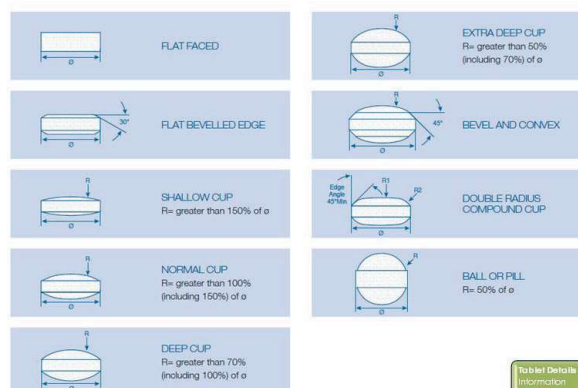 FLAT FACED
ø
FLAT BEVELLED EDGE
30°
ø
SHALLOW CUP
R= greater than 150% of ø
R
ø
NORMAL CUP
R= greater than 100%
(including 150%) of ø
R
ø
DEEP CUP
R= greater than 70%
(including 100%) of ø
R
ø
EXTRA DEEP CUP
R= greater than 50%
(including 70%) of ø
R
ø
BEVEL AND CONVEX
R
45°
ø
DOUBLE RADIUS
COMPOUND CUP
Edge
Angle
45°Min
R1
R2
ø
BALL OR PILL
R= 50% of ø
R
ø
Tablet Details
Information